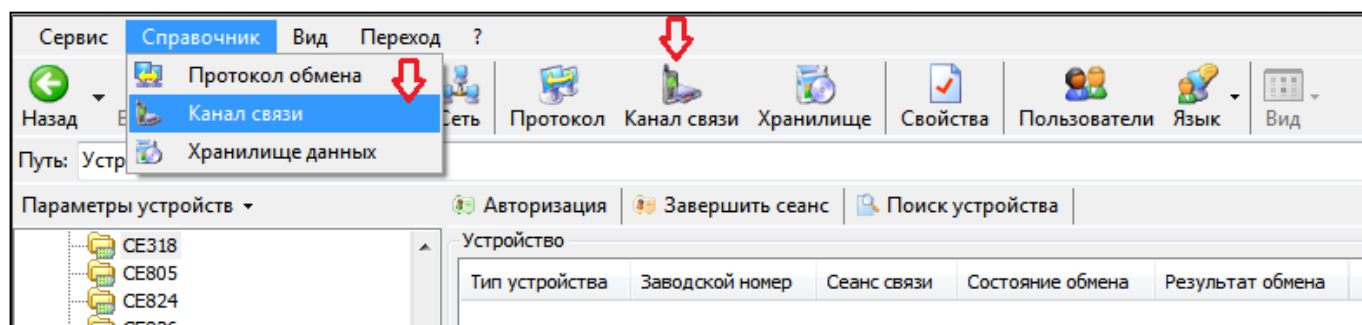 Сервис Справочник Вид Переход ?
Протокол обмена
Канал связи
Хранилище данных
Назад Сеть Протокол Канал связи Хранилище Свойства Пользователи Язык Вид
Путь: Устр
Параметры устройств Авторизация Завершить сеанс Поиск устройства
CE318
CE805
CE824
Устройство
Тип устройства Заводской номер Сеанс связи Состояние обмена Результат обмена